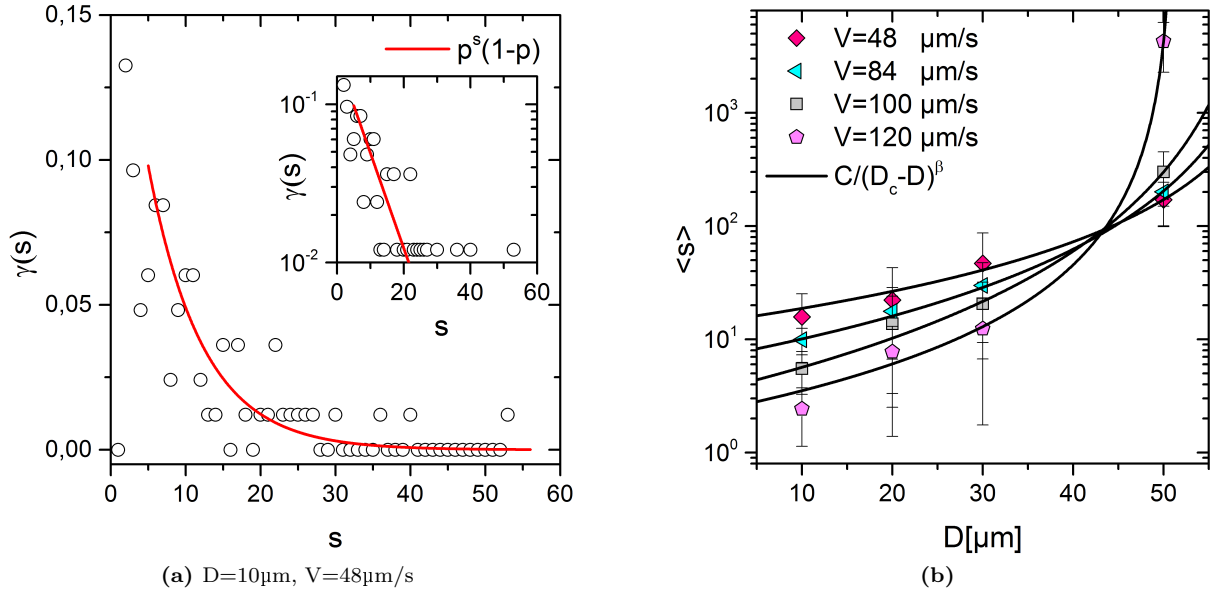 0,15
0,10
0,05
0,00
γ(s)
0 10 20 30 40 50 60
s
p^s(1-p)
10^-1
10^-2
γ(s)
0 20 40 60
s
(a) D=10µm, V=48µm/s
10^3
10^2
10^1
10^0
<s>
V=48 µm/s
V=84 µm/s
V=100 µm/s
V=120 µm/s
C/(D_c-D)^β
10 20 30 40 50
D[µm]
(b)